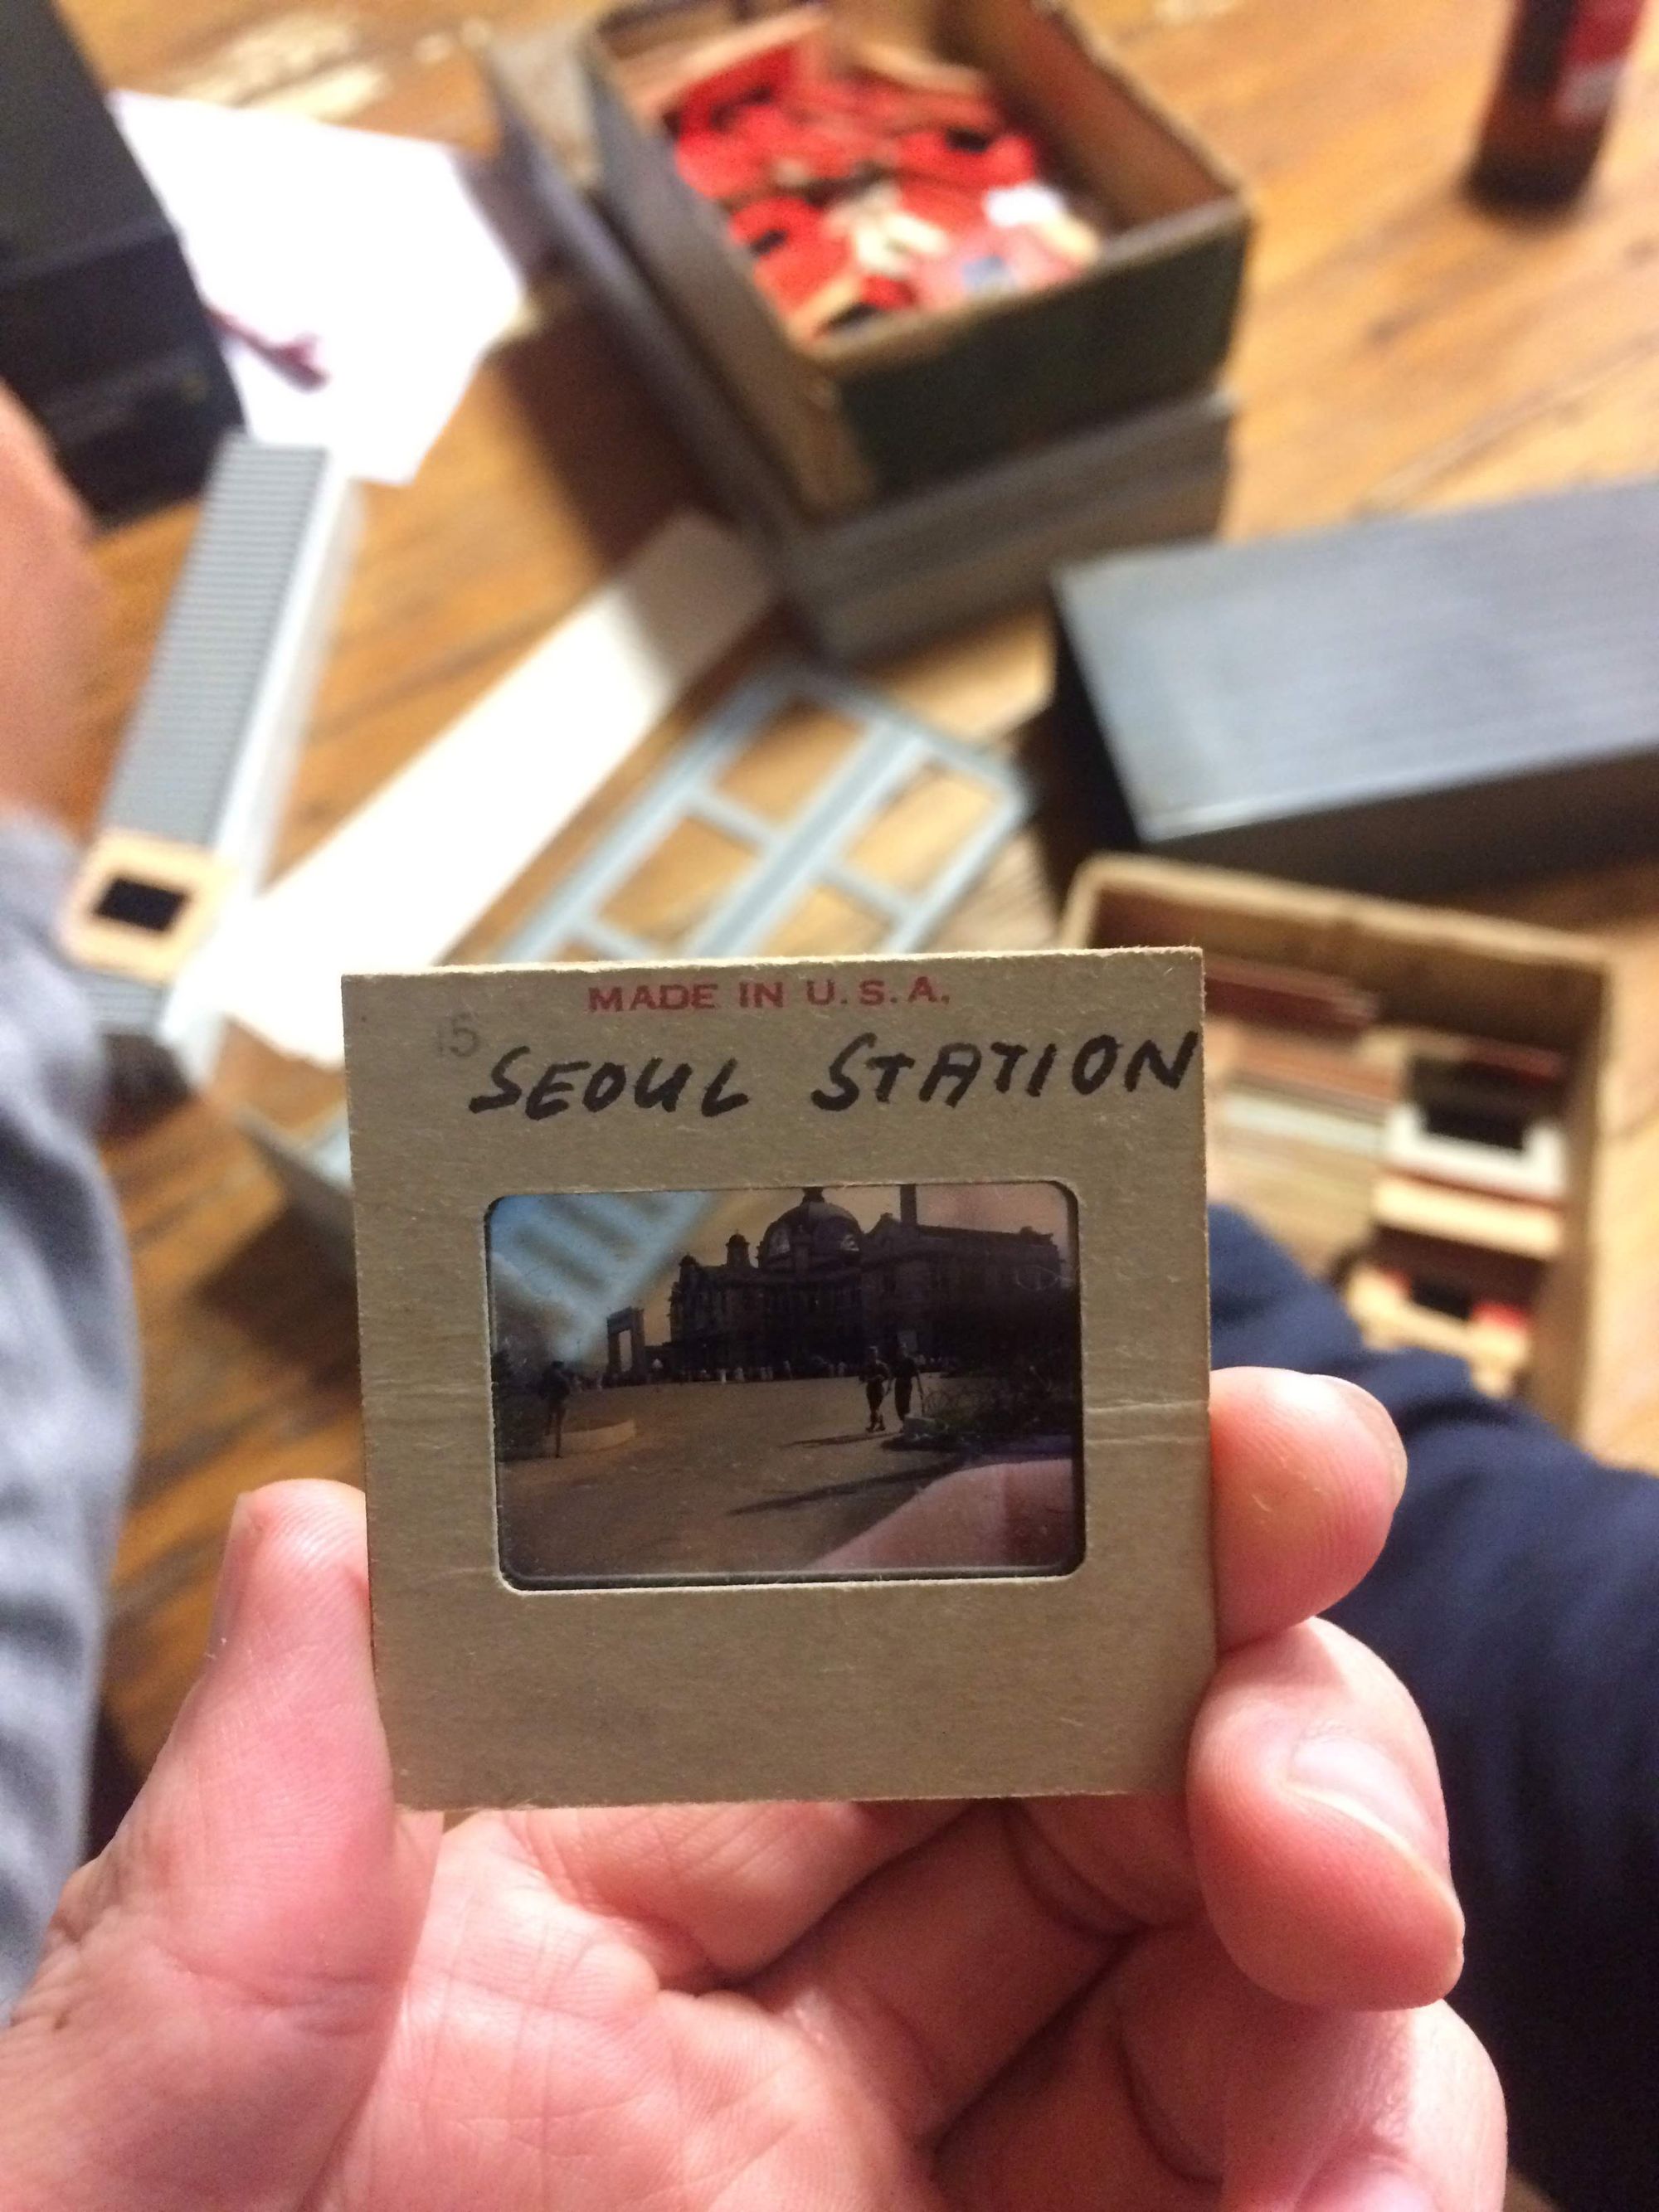 MADE IN U.S.A.
15
SEOUL STATION